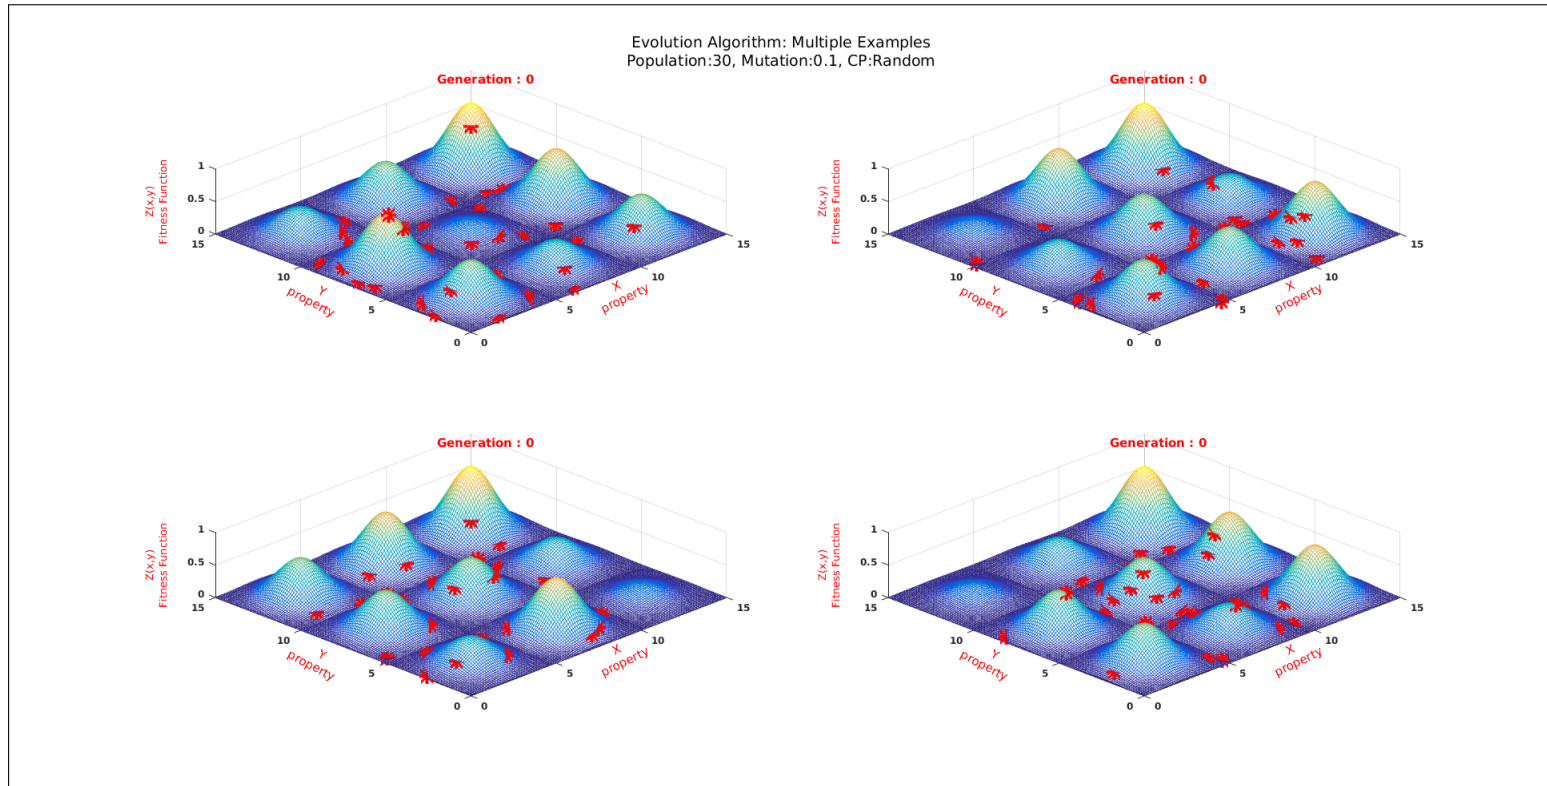 Evolution Algorithm: Multiple Examples
Population:30, Mutation:0.1, CP:Random
Generation : 0
Z(x,y)
Fitness Function
1
0.5
0
15
10
5
0
Y
property
0
5
10
15
X
property
Generation : 0
Z(x,y)
Fitness Function
1
0.5
0
15
10
5
0
Y
property
0
5
10
15
X
property
Generation : 0
Z(x,y)
Fitness Function
1
0.5
0
15
10
5
0
Y
property
0
5
10
15
X
property
Generation : 0
Z(x,y)
Fitness Function
1
0.5
0
15
10
5
0
Y
property
0
5
10
15
X
property